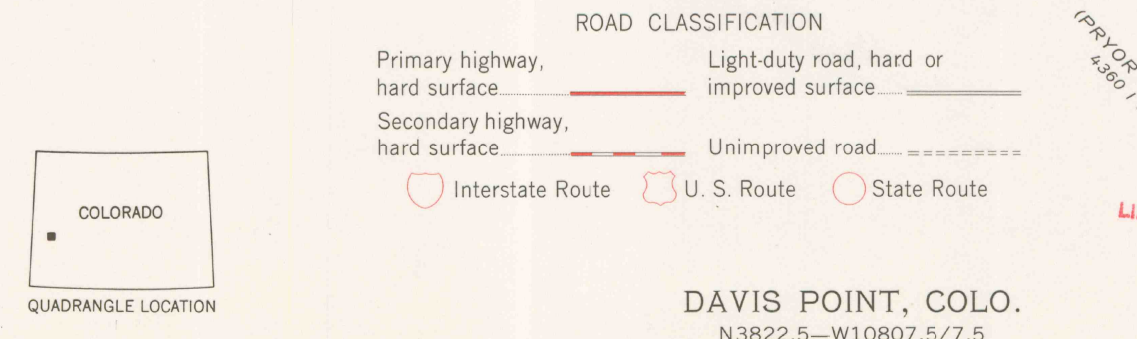 ROAD CLASSIFICATION
Primary highway,
hard surface
Light-duty road, hard or
improved surface
Secondary highway,
hard surface
Unimproved road
Interstate Route
U. S. Route
State Route
COLORADO
QUADRANGLE LOCATION
DAVIS POINT, COLO.
N3822.5—W10807.5/7.5
(PRYOR
4360 I